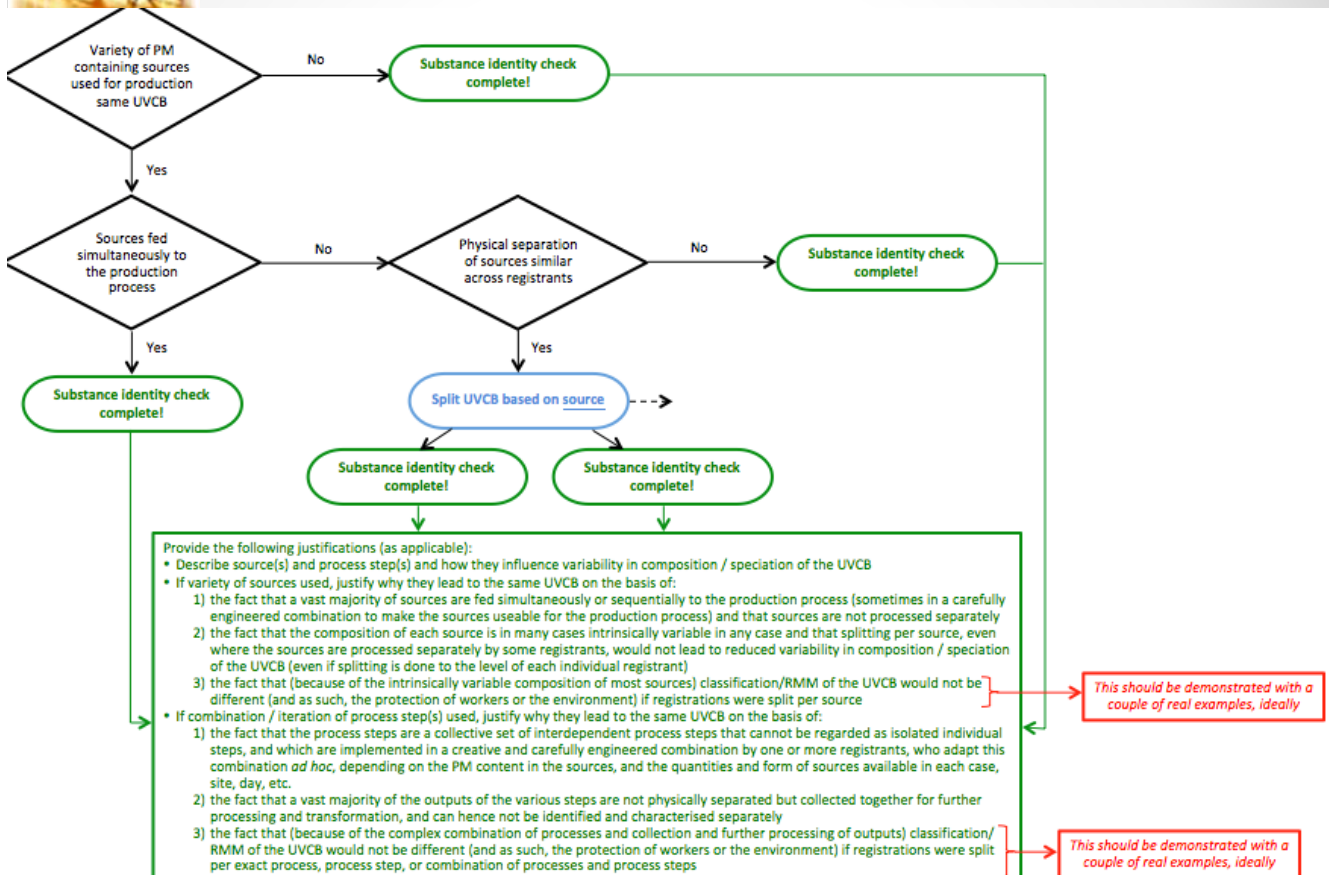 Variety of PM
containing sources
used for production
same UVCB
No
Substance identity check
complete!
Yes
Sources fed
simultaneously to
the production
process
No
Physical separation
of sources similar
across registrants
No
Substance identity check
complete!
Yes
Yes
Substance identity check
complete!
Split UVCB based on source
Substance identity check
complete!
Substance identity check
complete!
Provide the following justifications (as applicable):
• Describe source(s) and process step(s) and how they influence variability in composition / speciation of the UVCB
• If variety of sources used, justify why they lead to the same UVCB on the basis of:
1) the fact that a vast majority of sources are fed simultaneously or sequentially to the production process (sometimes in a carefully
engineered combination to make the sources useable for the production process) and that sources are not processed separately
2) the fact that the composition of each source is in many cases intrinsically variable in any case and that splitting per source, even
where the sources are processed separately by some registrants, would not lead to reduced variability in composition / speciation
of the UVCB (even if splitting is done to the level of each individual registrant)
3) the fact that (because of the intrinsically variable composition of most sources) classification/RMM of the UVCB would not be
different (and as such, the protection of workers or the environment) if registrations were split per source
This should be demonstrated with a
couple of real examples, ideally
• If combination / iteration of process step(s) used, justify why they lead to the same UVCB on the basis of:
1) the fact that the process steps are a collective set of interdependent process steps that cannot be regarded as isolated individual
steps, and which are implemented in a creative and carefully engineered combination by one or more registrants, who adapt this
combination ad hoc, depending on the PM content in the sources, and the quantities and form of sources available in each case,
site, day, etc.
2) the fact that a vast majority of the outputs of the various steps are not physically separated but collected together for further
processing and transformation, and can hence not be identified and characterised separately
3) the fact that (because of the complex combination of processes and collection and further processing of outputs) classification/
RMM of the UVCB would not be different (and as such, the protection of workers or the environment) if registrations were split
per exact process, process step, or combination of processes and process steps
This should be demonstrated with a
couple of real examples, ideally